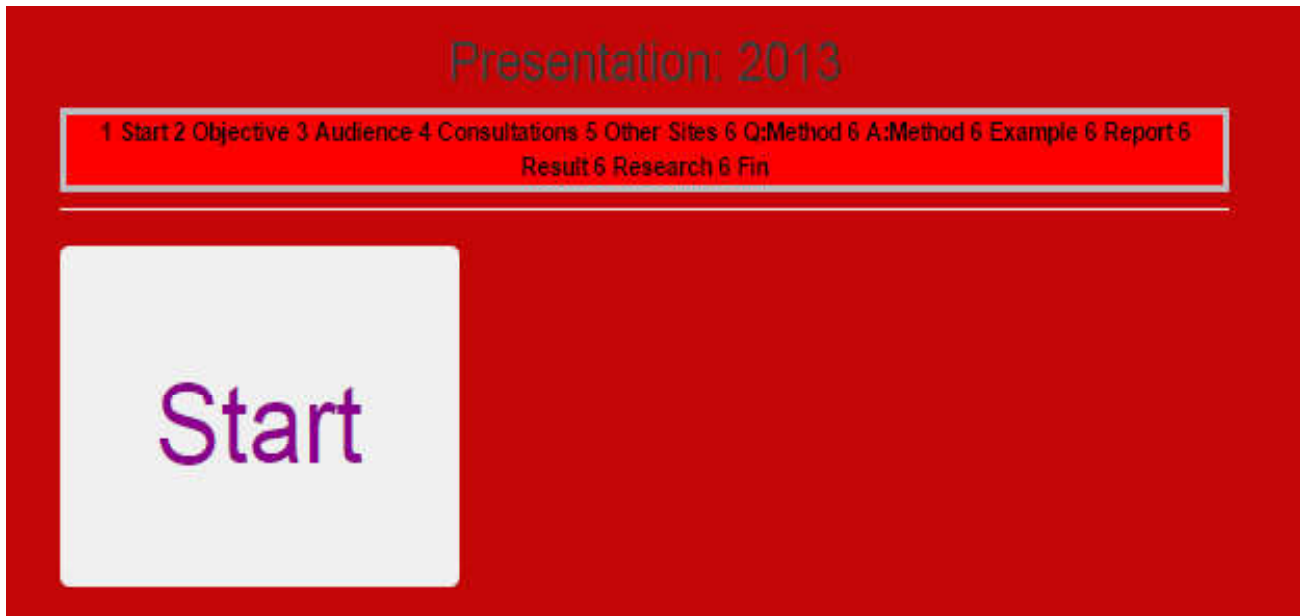 Presentation: 2013
1 Start 2 Objective 3 Audience 4 Consultations 5 Other Sites 6 Q:Method 6 A:Method 6 Example 6 Report 6
Result 6 Research 6 Fin
Start